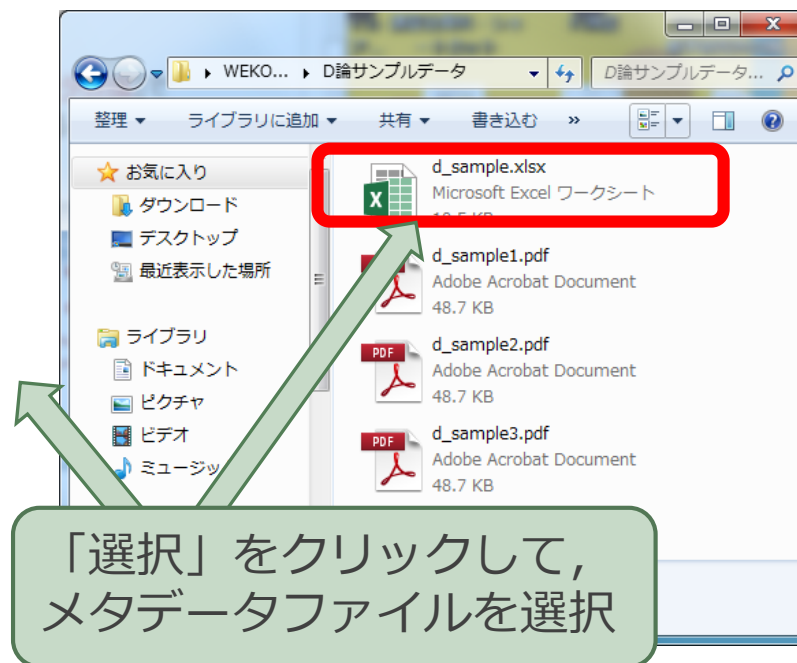 WEKO... ▸ D論サンプルデータ
D論サンプルデータ...
整理 ライブラリに追加 共有 書き込む »
お気に入り
ダウンロード
デスクトップ
最近表示した場所
ライブラリ
ドキュメント
ピクチャ
ビデオ
d_sample.xlsx
Microsoft Excel ワークシート
d_sample1.pdf
Adobe Acrobat Document
48.7 KB
PDF
d_sample2.pdf
Adobe Acrobat Document
48.7 KB
PDF
d_sample3.pdf
Adobe Acrobat Document
48.7 KB
「選択」をクリックして,
メタデータファイルを選択